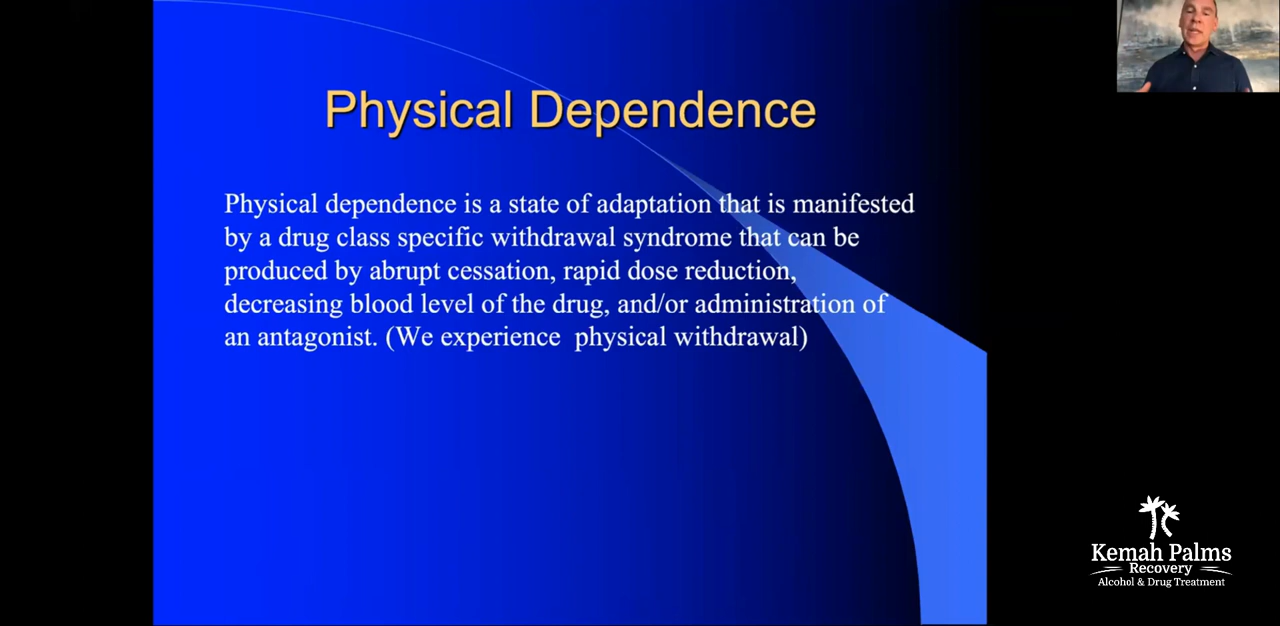 Physical Dependence
Physical dependence is a state of adaptation that is manifested
by a drug class specific withdrawal syndrome that can be
produced by abrupt cessation, rapid dose reduction,
decreasing blood level of the drug, and/or administration of
an antagonist. (We experience  physical withdrawal)
Kemah Palms
Recovery
Alcohol & Drug Treatment